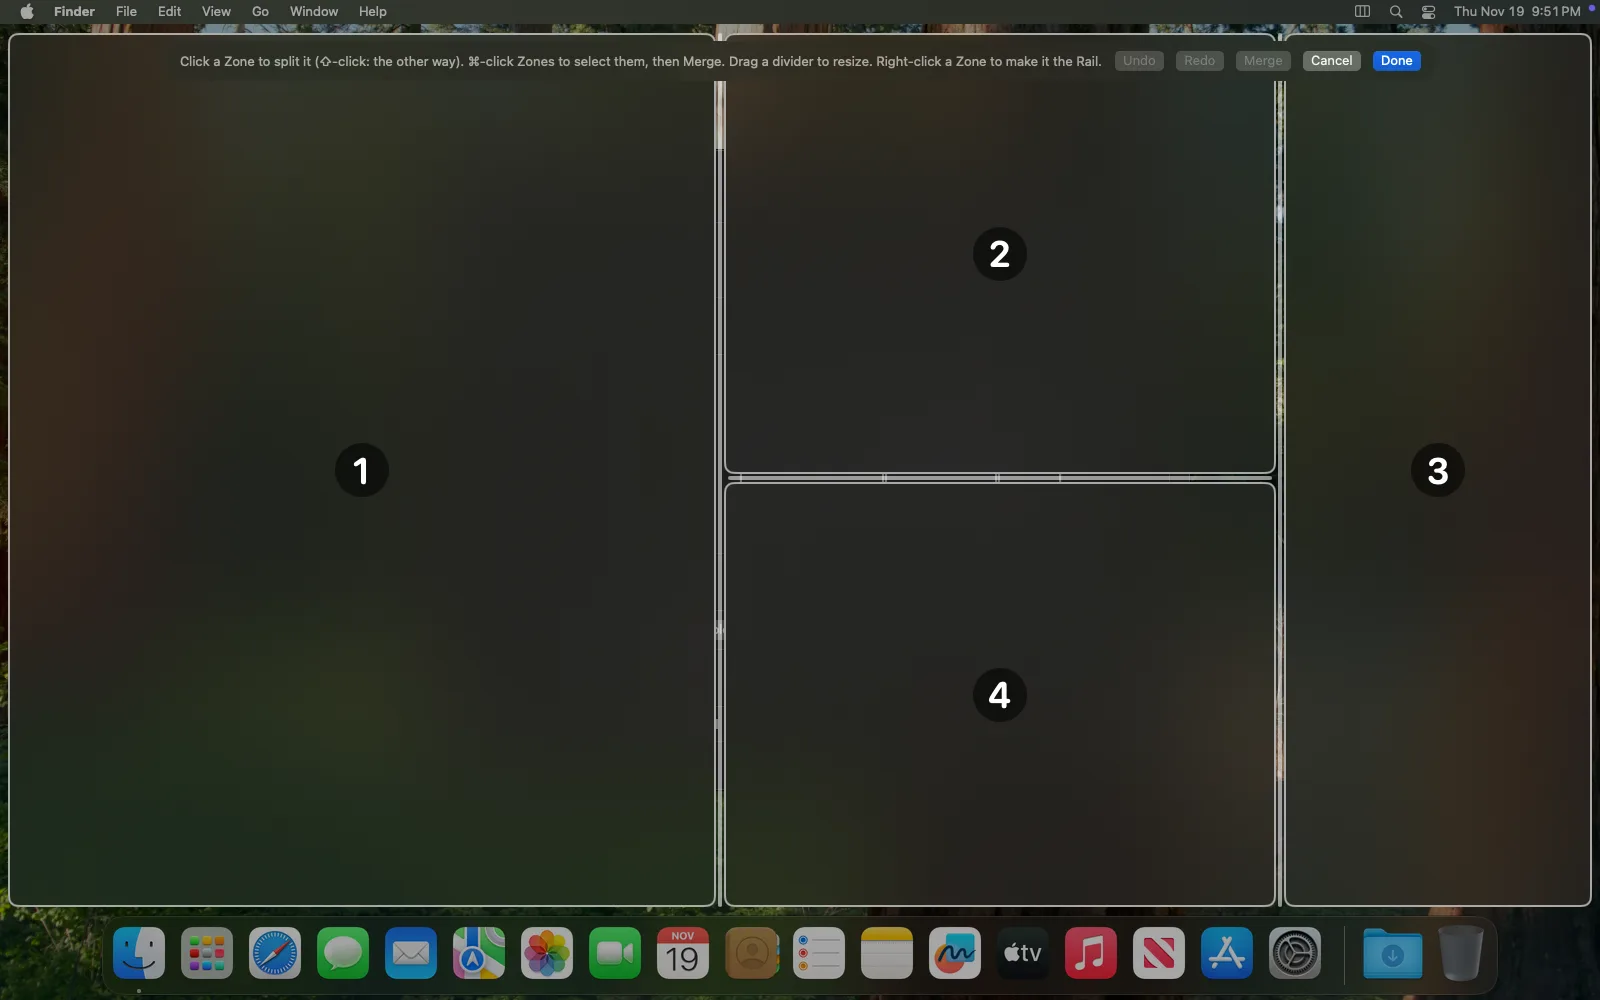 Finder File Edit View Go Window Help Thu Nov 19 9:51 PM
Click a Zone to split it (⇧-click: the other way). ⌘-click Zones to select them, then Merge. Drag a divider to resize. Right-click a Zone to make it the Rail. Undo Redo Merge Cancel Done
2
1
3
4
NOV
19
tv